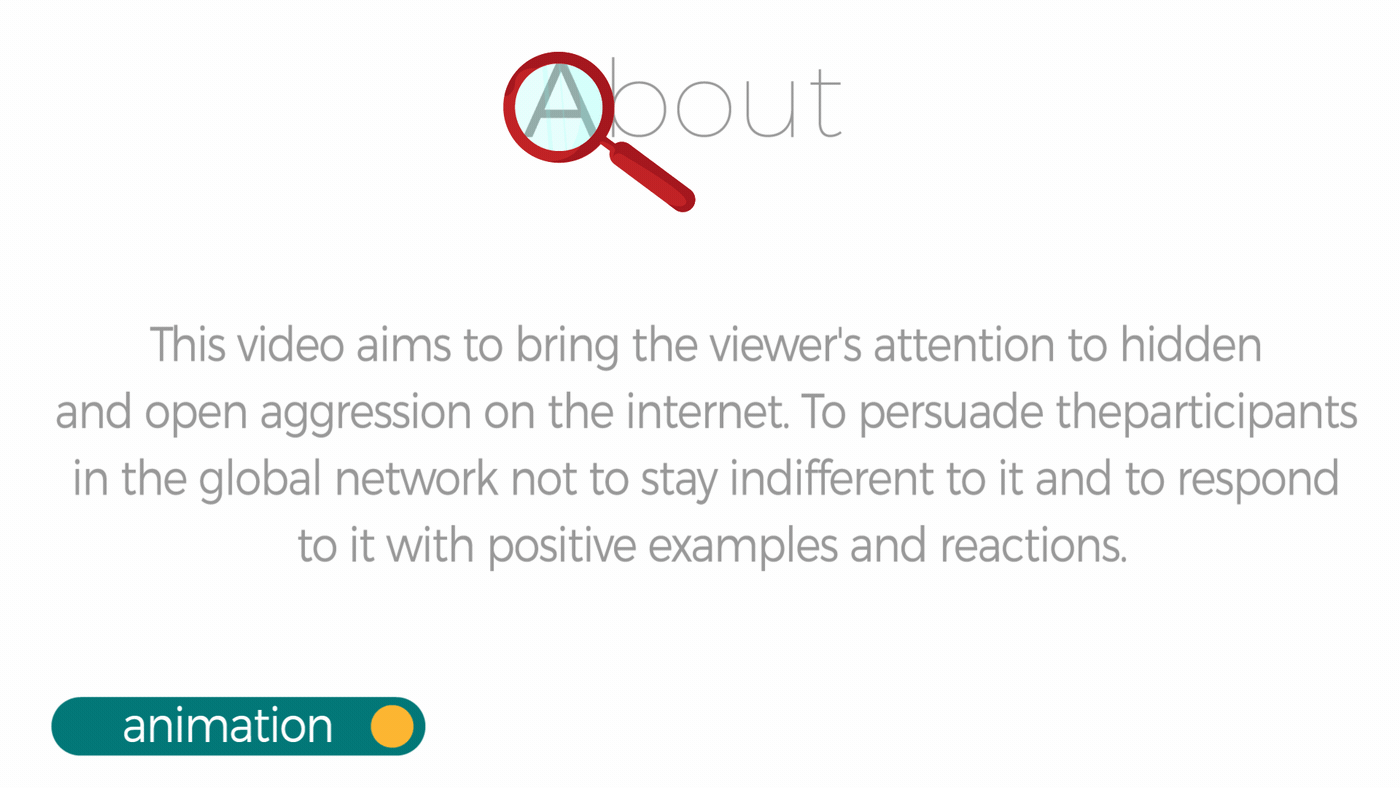 About
This video aims to bring the viewer's attention to hidden
and open aggression on the internet. To persuade theparticipants
in the global network not to stay indifferent to it and to respond
to it with positive examples and reactions.
animation